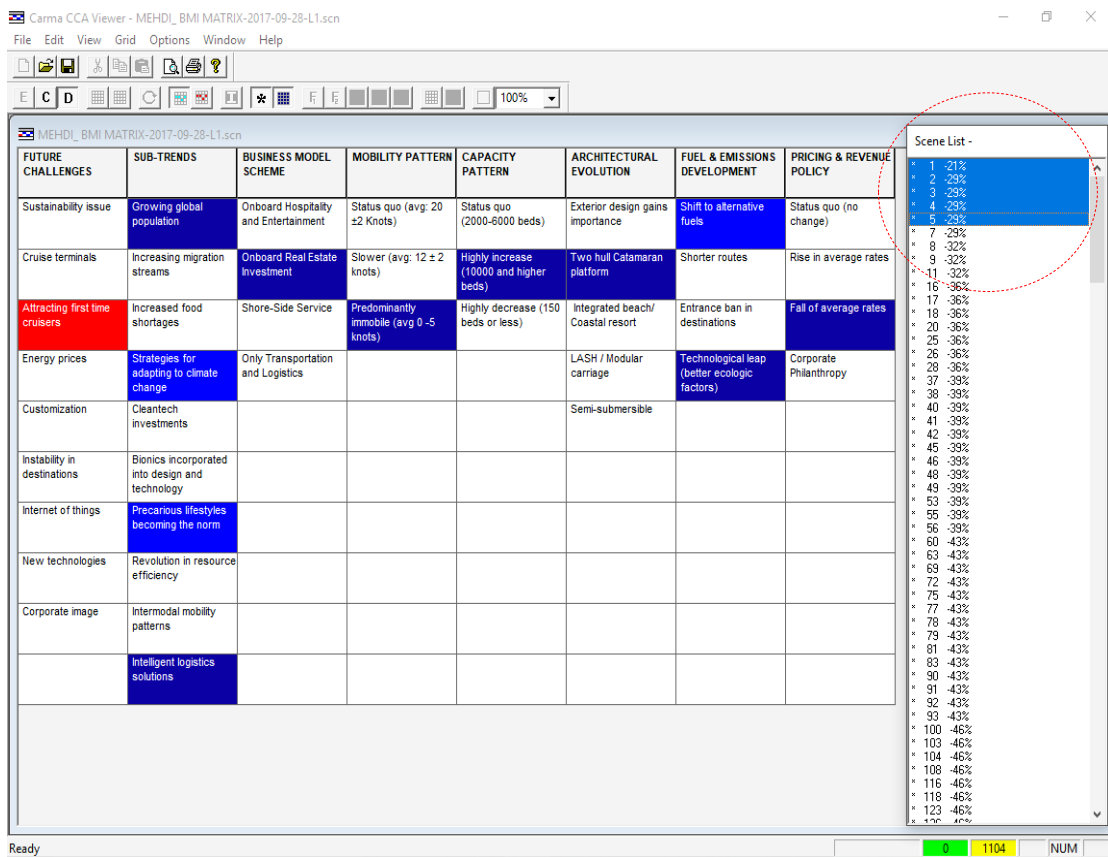 Carma CCA Viewer - MEHDI_ BMI MATRIX-2017-09-28-L1.scn
File Edit View Grid Options Window Help
E C D 100%
MEHDI_ BMI MATRIX-2017-09-28-L1.scn
FUTURE
CHALLENGES
SUB-TRENDS
BUSINESS MODEL
SCHEME
MOBILITY PATTERN
CAPACITY
PATTERN
ARCHITECTURAL
EVOLUTION
FUEL & EMISSIONS
DEVELOPMENT
PRICING & REVENUE
POLICY
Sustainability issue
Growing global
population
Onboard Hospitality
and Entertainment
Status quo (avg: 20
±2 Knots)
Status quo
(2000-6000 beds)
Exterior design gains
importance
Shift to alternative
fuels
Status quo (no
change)
Cruise terminals
Increasing migration
streams
Onboard Real Estate
Investment
Slower (avg: 12 ± 2
knots)
Highly increase
(10000 and higher
beds)
Two hull Catamaran
platform
Shorter routes
Rise in average rates
Attracting first time
cruisers
Increased food
shortages
Shore-Side Service
Predominantly
immobile (avg 0 -5
knots)
Highly decrease (150
beds or less)
Integrated beach/
Coastal resort
Entrance ban in
destinations
Fall of average rates
Energy prices
Strategies for
adapting to climate
change
Only Transportation
and Logistics
LASH / Modular
carriage
Technological leap
(better ecologic
factors)
Corporate
Philanthropy
Customization
Cleantech
investments
Semi-submersible
Instability in
destinations
Bionics incorporated
into design and
technology
Internet of things
Precarious lifestyles
becoming the norm
New technologies
Revolution in resource
efficiency
Corporate image
Intermodal mobility
patterns
Intelligent logistics
solutions
Scene List -
* 1 -21%
* 2 -29%
* 3 -29%
* 4 -29%
* 5 -29%
* 7 -29%
* 8 -32%
* 9 -32%
* 11 -32%
* 16 -36%
* 17 -36%
* 18 -36%
* 20 -36%
* 25 -36%
* 26 -36%
* 28 -36%
* 37 -39%
* 38 -39%
* 40 -39%
* 41 -39%
* 42 -39%
* 45 -39%
* 46 -39%
* 48 -39%
* 49 -39%
* 53 -39%
* 55 -39%
* 56 -39%
* 60 -43%
* 63 -43%
* 69 -43%
* 72 -43%
* 75 -43%
* 77 -43%
* 78 -43%
* 79 -43%
* 81 -43%
* 83 -43%
* 90 -43%
* 91 -43%
* 92 -43%
* 93 -43%
* 100 -46%
* 103 -46%
* 104 -46%
* 108 -46%
* 116 -46%
* 118 -46%
* 123 -46%
Ready
0 1104 NUM